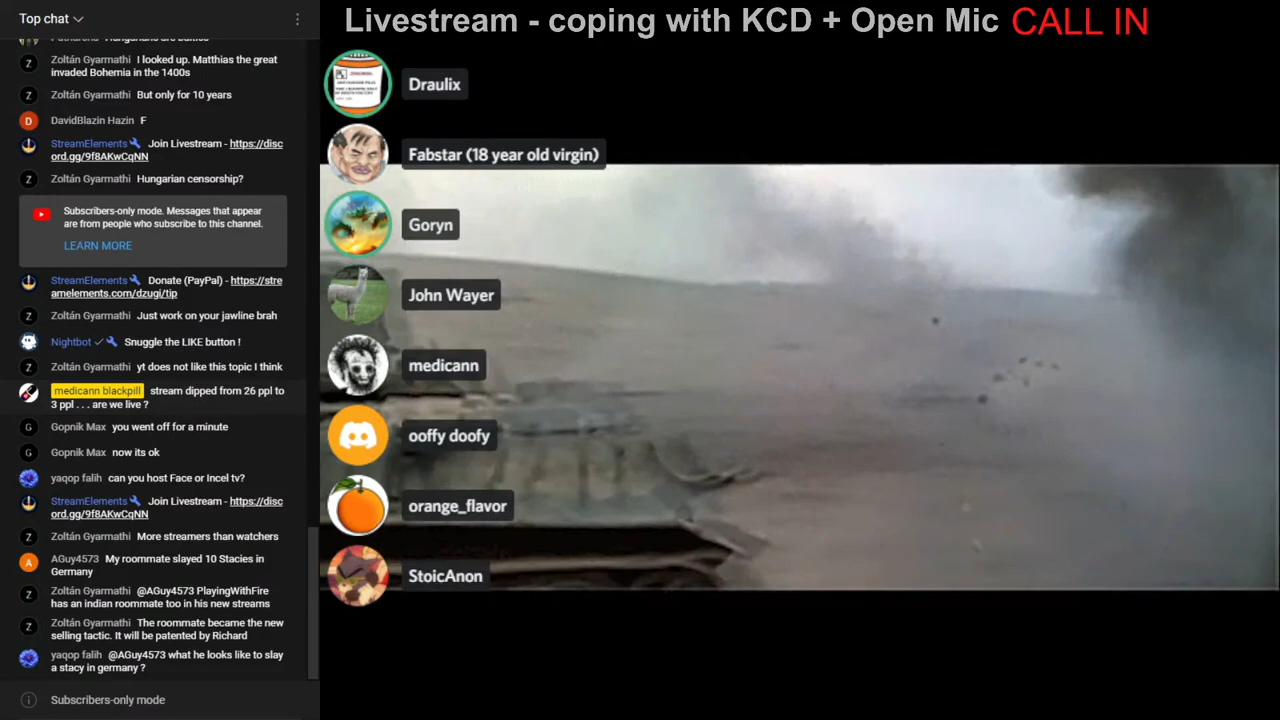 Top chat
Zoltán Gyarmathi I looked up. Matthias the great
invaded bohemia in the 1400s
Zoltán Gyarmathi But only for 10 years
DavidBlazin Hazin F
StreamElements Join Livestream - https://disc
ord.gg/9f8AKwCqNN
Zoltán Gyarmathi Hungarian censorship?
Subscribers-only mode. Messages that appear
are from people who subscribe to this channel.
LEARN MORE
StreamElements Donate (PayPal) - https://stre
amelements.com/dzugi/tip
Zoltán Gyarmathi Just work on your jawline brah
Nightbot Snuggle the LIKE button !
Zoltán Gyarmathi yt does not like this topic I think
medicann blackpill stream dipped from 26 ppl to
3 ppl . . . are we live ?
Gopnik Max you went off for a minute
Gopnik Max now its ok
yaqop falih can you host Face or Incel tv?
StreamElements Join Livestream - https://disc
ord.gg/9f8AKwCqNN
Zoltán Gyarmathi More streamers than watchers
AGuy4573 My roommate slayed 10 Stacies in
Germany
Zoltán Gyarmathi @AGuy4573 PlayingWithFire
has an indian roommate too in his new streams
Zoltán Gyarmathi The roommate became the new
selling tactic. It will be patented by Richard
yaqop falih @AGuy4573 what he looks like to slay
a stacy in germany ?
Subscribers-only mode
Livestream - coping with KCD + Open Mic CALL IN
Draulix
Fabstar (18 year old virgin)
Goryn
John Wayer
medicann
ooffy doofy
orange_flavor
StoicAnon